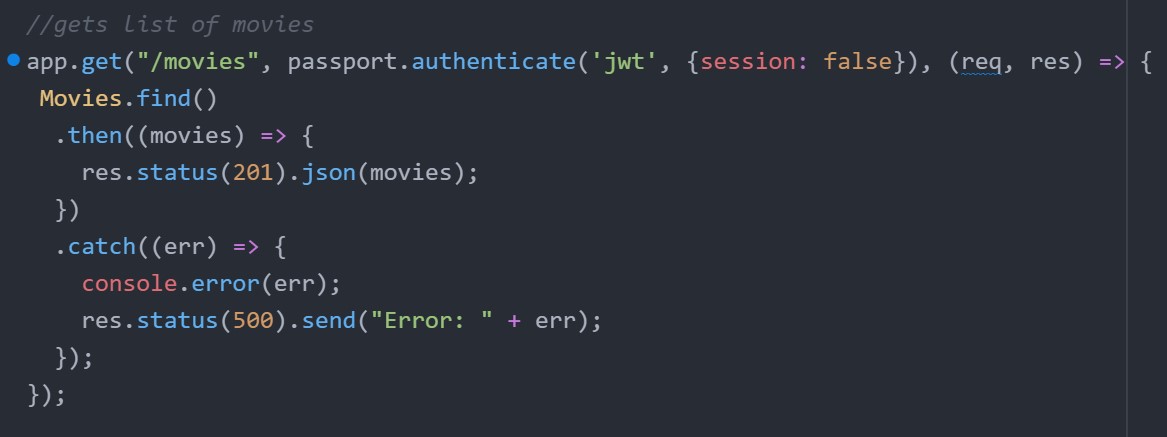 //gets list of movies
app.get("/movies", passport.authenticate('jwt', {session: false}), (req, res) => {
 Movies.find()
  .then((movies) => {
    res.status(201).json(movies);
  })
  .catch((err) => {
    console.error(err);
    res.status(500).send("Error: " + err);
  });
});